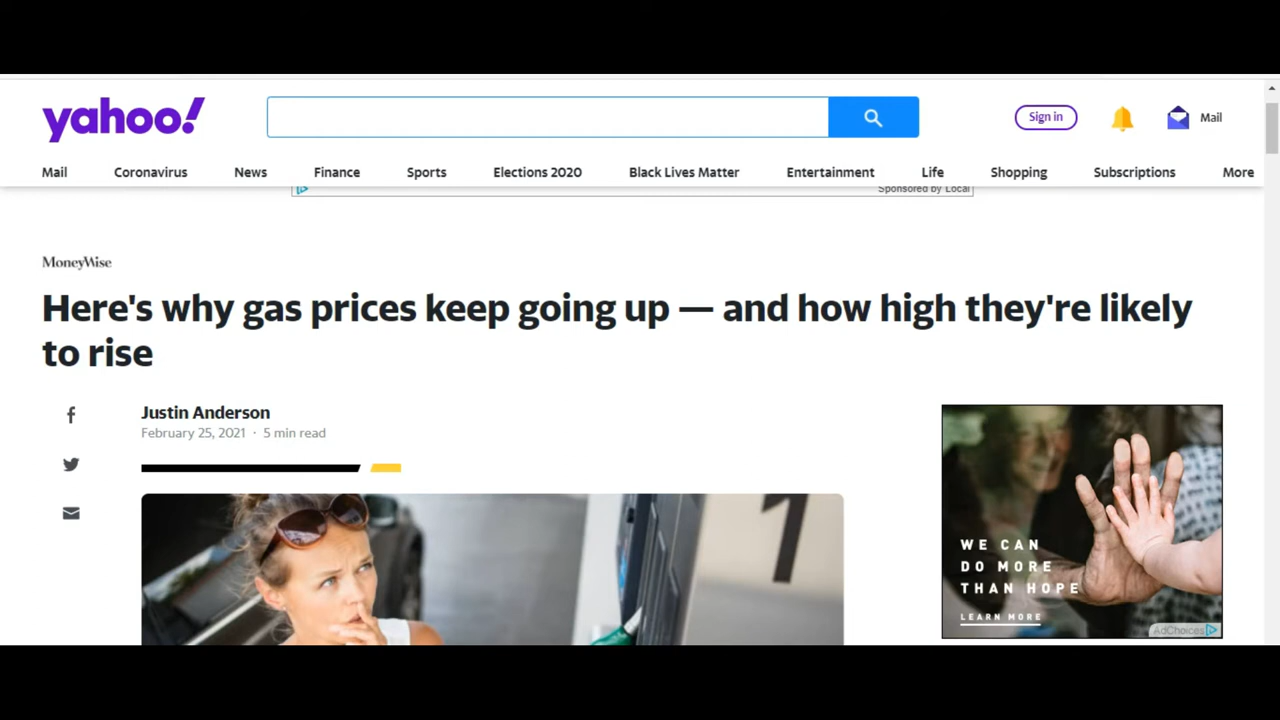 yahoo!
Sign in
Mail
Mail Coronavirus News Finance Sports Elections 2020 Black Lives Matter Entertainment Life Shopping Subscriptions More
Sponsored by Local
MoneyWise
Here's why gas prices keep going up — and how high they're likely
to rise
Justin Anderson
February 25, 2021 · 5 min read
1
WE CAN
DO MORE
THAN HOPE
LEARN MORE
AdChoices